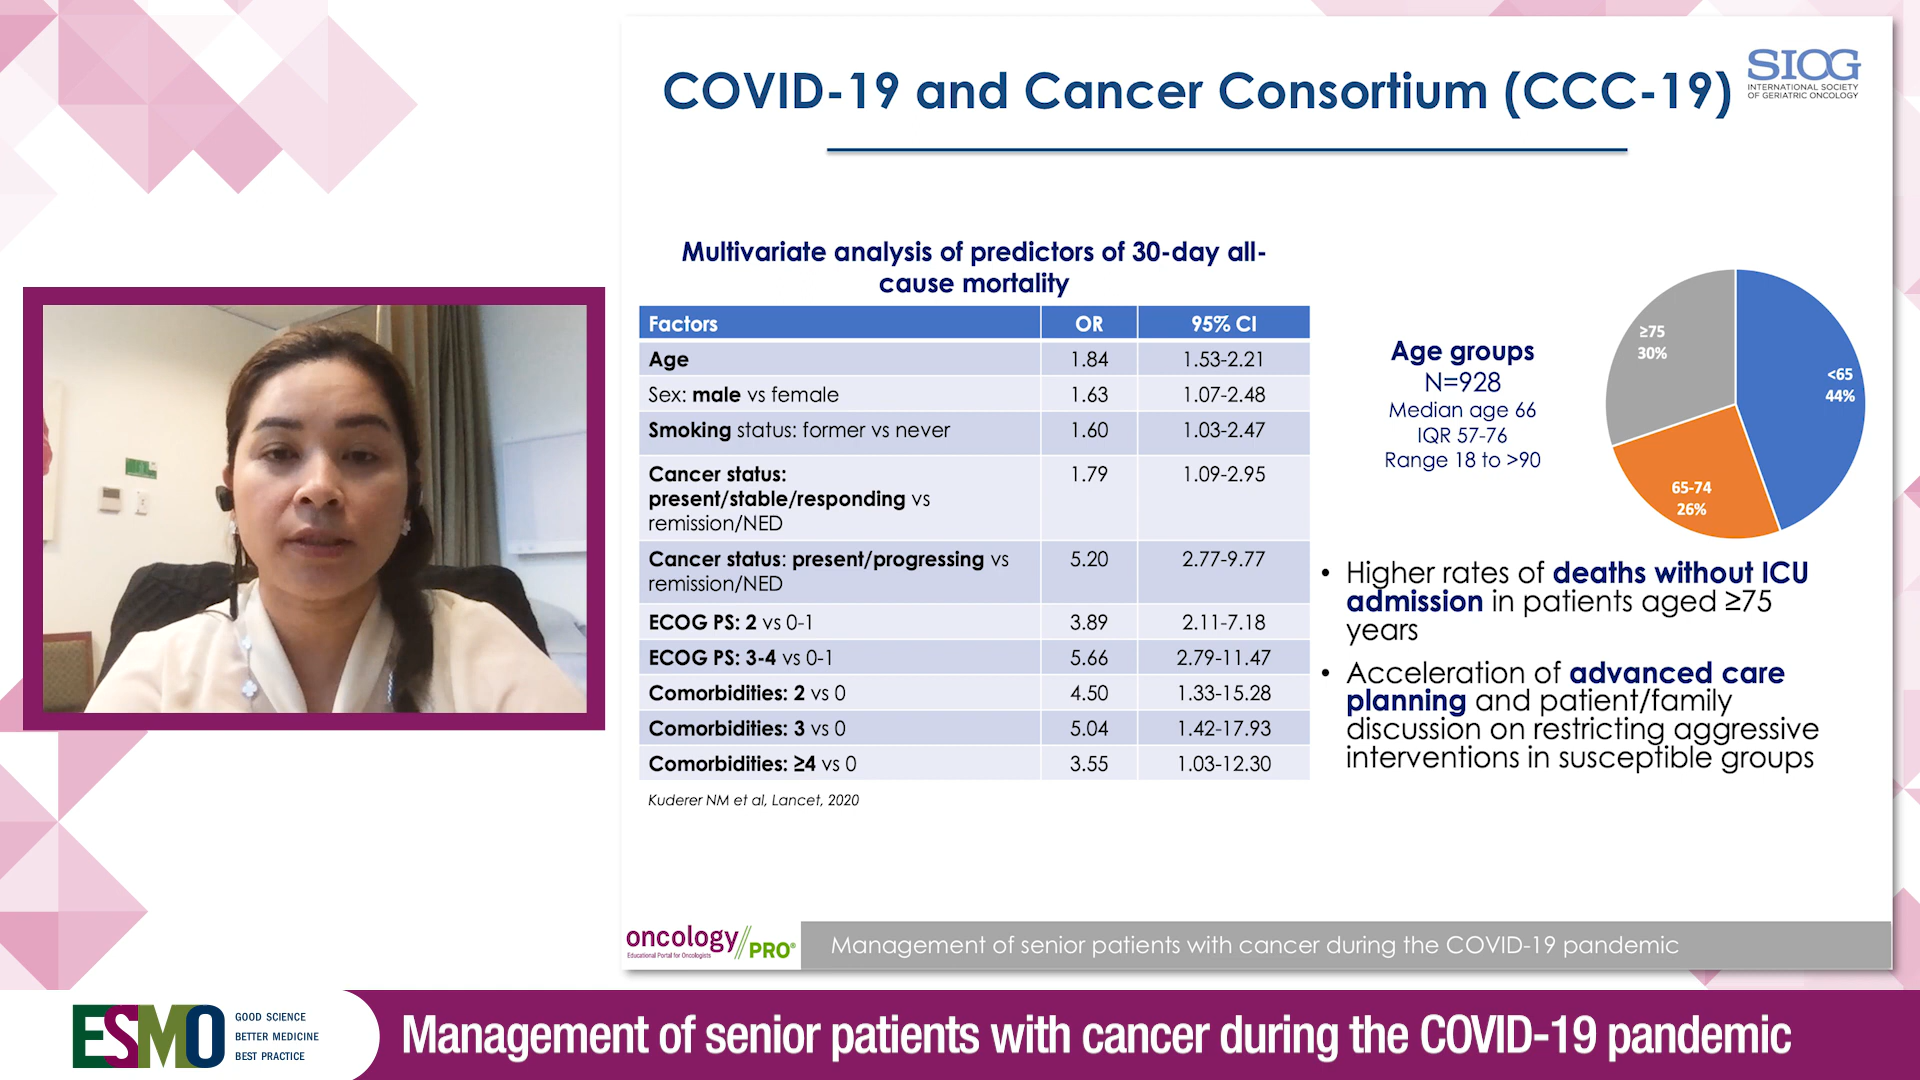 COVID-19 and Cancer Consortium (CCC-19)
SIOG
INTERNATIONAL SOCIETY
OF GERIATRIC ONCOLOGY
Multivariate analysis of predictors of 30-day all-
cause mortality
Factors OR 95% CI
Age 1.84 1.53-2.21
Sex: male vs female 1.63 1.07-2.48
Smoking status: former vs never 1.60 1.03-2.47
Cancer status: 1.79 1.09-2.95
present/stable/responding vs
remission/NED
Cancer status: present/progressing vs 5.20 2.77-9.77
remission/NED
ECOG PS: 2 vs 0-1 3.89 2.11-7.18
ECOG PS: 3-4 vs 0-1 5.66 2.79-11.47
Comorbidities: 2 vs 0 4.50 1.33-15.28
Comorbidities: 3 vs 0 5.04 1.42-17.93
Comorbidities: ≥4 vs 0 3.55 1.03-12.30
Kuderer NM et al, Lancet, 2020
Age groups
N=928
Median age 66
IQR 57-76
Range 18 to >90
≥75
30%
<65
44%
65-74
26%
• Higher rates of deaths without ICU
admission in patients aged ≥75
years
• Acceleration of advanced care
planning and patient/family
discussion on restricting aggressive
interventions in susceptible groups
oncology//PRO®
Educational Portal for Oncologists
Management of senior patients with cancer during the COVID-19 pandemic
ESMO
GOOD SCIENCE
BETTER MEDICINE
BEST PRACTICE
Management of senior patients with cancer during the COVID-19 pandemic